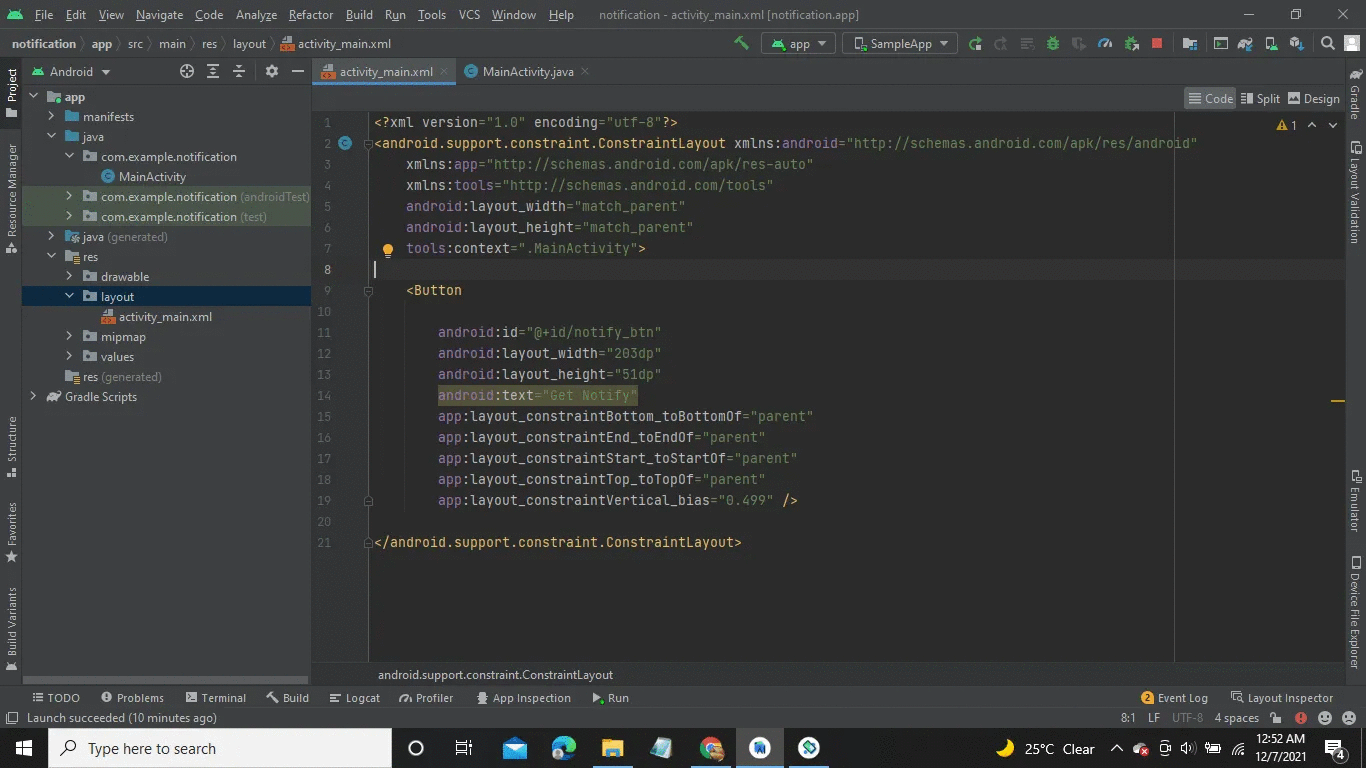 File Edit View Navigate Code Analyze Refactor Build Run Tools VCS Window Help notification - activity_main.xml [notification.app]
notification app src main res layout activity_main.xml app SampleApp
Project
Android
activity_main.xml MainActivity.java
Code Split Design
app
manifests
java
com.example.notification
MainActivity
com.example.notification (androidTest)
com.example.notification (test)
java (generated)
res
drawable
layout
activity_main.xml
mipmap
values
res (generated)
Gradle Scripts
Resource Manager
Structure
Favorites
Build Variants
1 <?xml version="1.0" encoding="utf-8"?>
2 <android.support.constraint.ConstraintLayout xmlns:android="http://schemas.android.com/apk/res/android"
3 xmlns:app="http://schemas.android.com/apk/res-auto"
4 xmlns:tools="http://schemas.android.com/tools"
5 android:layout_width="match_parent"
6 android:layout_height="match_parent"
7 tools:context=".MainActivity">
8
9 <Button
10
11 android:id="@+id/notify_btn"
12 android:layout_width="203dp"
13 android:layout_height="51dp"
14 android:text="Get Notify"
15 app:layout_constraintBottom_toBottomOf="parent"
16 app:layout_constraintEnd_toEndOf="parent"
17 app:layout_constraintStart_toStartOf="parent"
18 app:layout_constraintTop_toTopOf="parent"
19 app:layout_constraintVertical_bias="0.499" />
20
21 </android.support.constraint.ConstraintLayout>
1
Gradle
Layout Validation
Emulator
Device File Explorer
android.support.constraint.ConstraintLayout
TODO Problems Terminal Build Logcat Profiler App Inspection Run 2 Event Log Layout Inspector
Launch succeeded (10 minutes ago) 8:1 LF UTF-8 4 spaces
Type here to search 25°C Clear 12:52 AM
12/7/2021 4